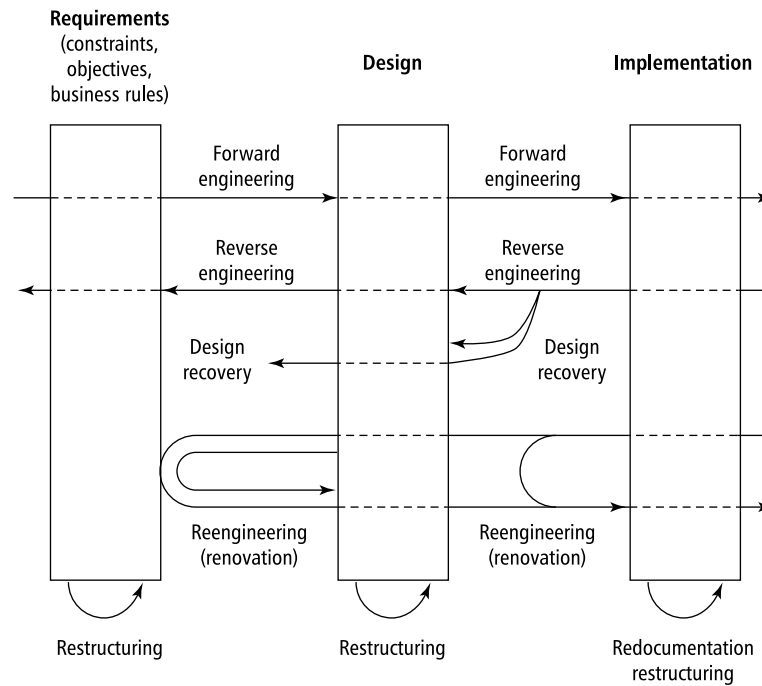 Requirements
(constraints,
objectives,
business rules)
Design
Implementation
Forward
engineering
Forward
engineering
Reverse
engineering
Reverse
engineering
Design
recovery
Design
recovery
Reengineering
(renovation)
Reengineering
(renovation)
Restructuring
Restructuring
Redocumentation
restructuring